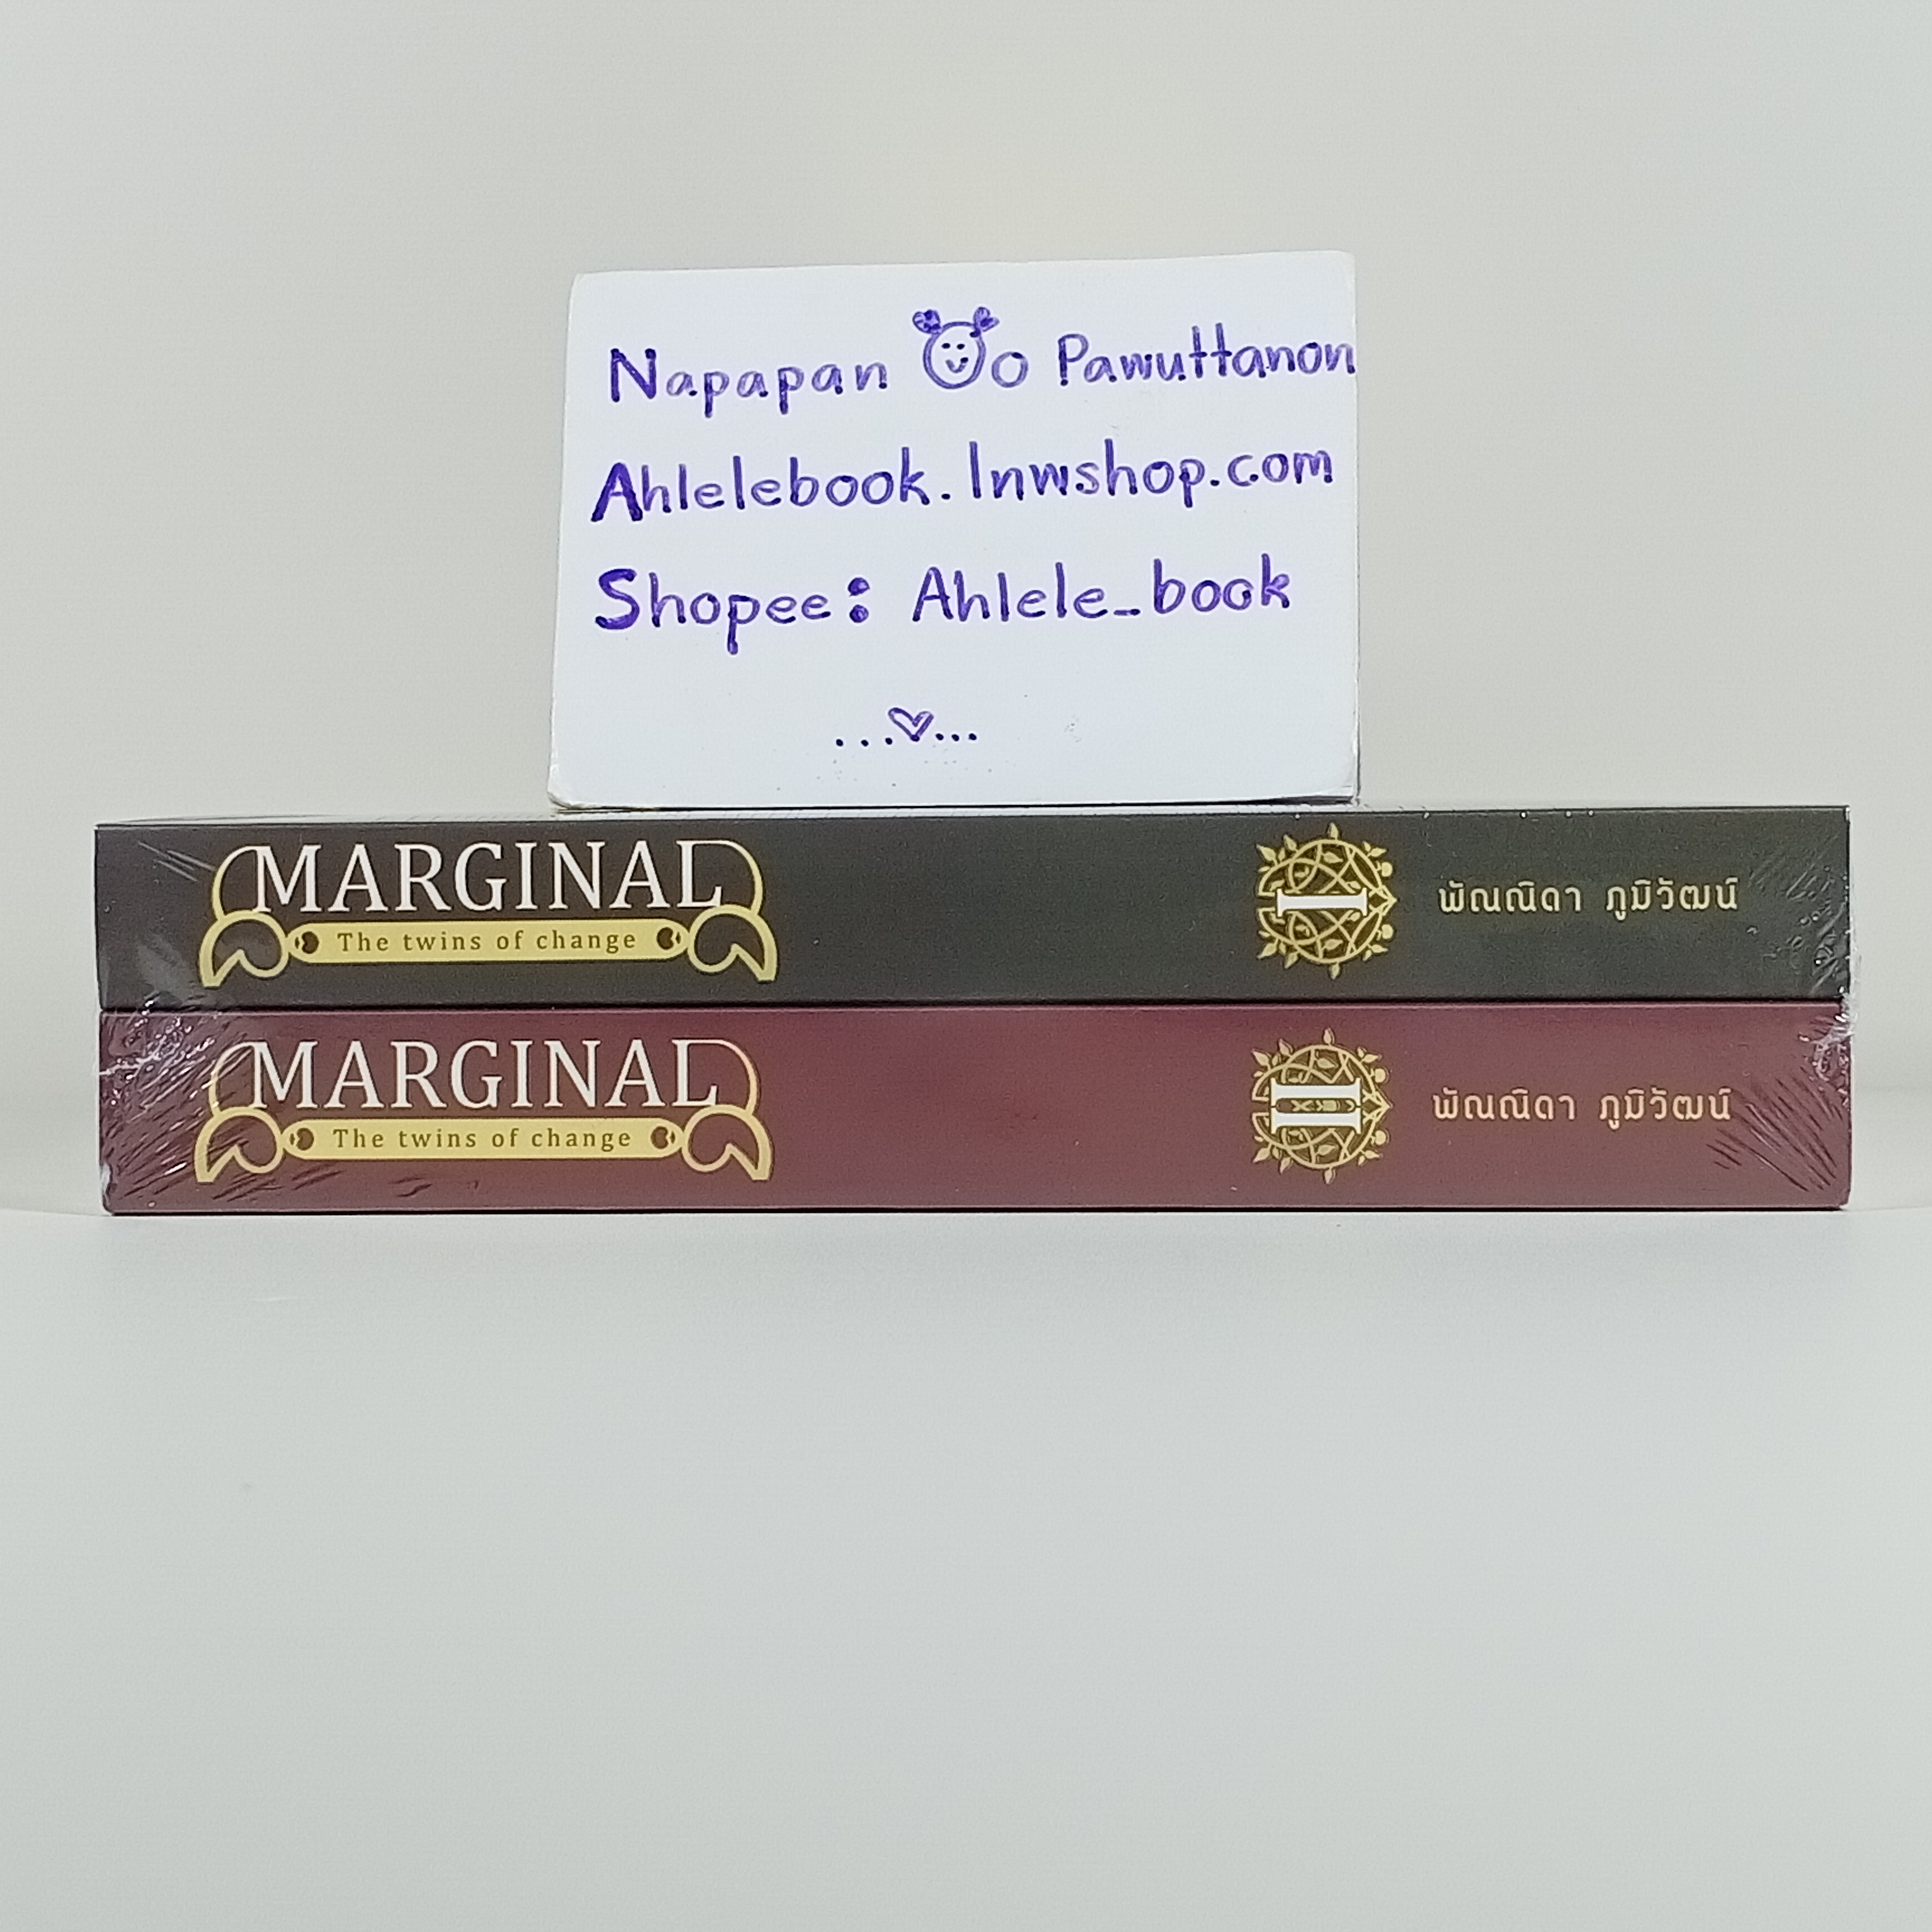 Napapan o Pawuttanon
Ahlelebook.lnwshop.com
Shopee: Ahlele_book
...♡...
MARGINAL
The twins of change
I
พัณณิดา ภูมิวัฒน์
MARGINAL
The twins of change
II
พัณณิดา ภูมิวัฒน์